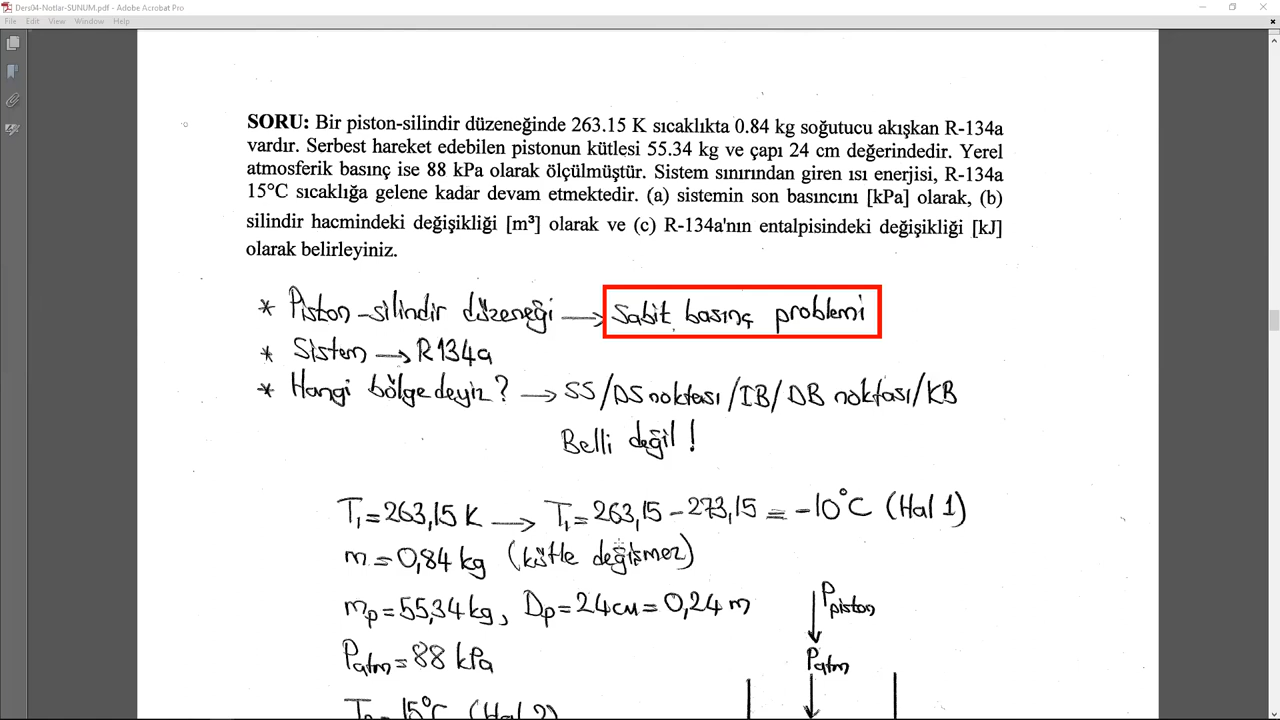 Ders04-Notlar-SUNUM.pdf - Adobe Acrobat Pro
File Edit View Window Help
SORU: Bir piston-silindir düzeneğinde 263.15 K sıcaklıkta 0.84 kg soğutucu akışkan R-134a
vardır. Serbest hareket edebilen pistonun kütlesi 55.34 kg ve çapı 24 cm değerindedir. Yerel
atmosferik basınç ise 88 kPa olarak ölçülmüştür. Sistem sınırından giren ısı enerjisi, R-134a
15°C sıcaklığa gelene kadar devam etmektedir. (a) sistemin son basıncını [kPa] olarak, (b)
silindir hacmindeki değişikliği [m³] olarak ve (c) R-134a'nın entalpisindeki değişikliği [kJ]
olarak belirleyiniz.
* Piston-silindir düzeneği → Sabit basınç problemi
* Sistem → R134a
* Hangi bölgedeyiz? → SS/DS noktası/IB/DB noktası/KB
Belli değil!
T₁=263,15 K → T₁=263,15-273,15=-10°C (Hal 1)
m=0,84 kg (kütle değişmez)
mp=55,34 kg, Dp=24cm=0,24 m
Ppiston
Patm=88 kPa
Patm
T₂=15°C (Hal 2)